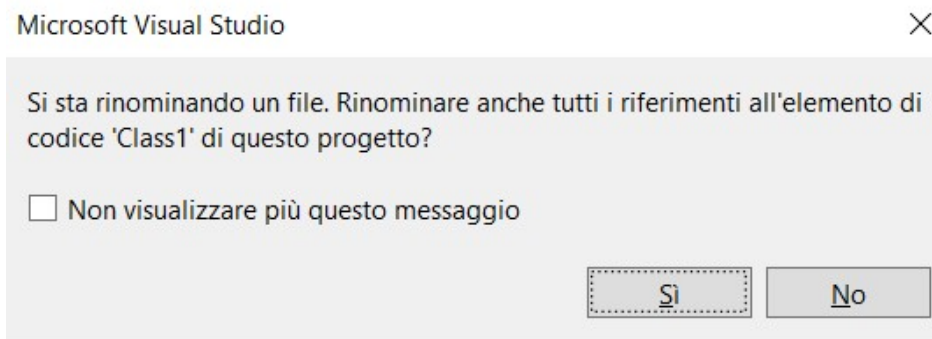 Microsoft Visual Studio
Si sta rinominando un file. Rinominare anche tutti i riferimenti all'elemento di
codice 'Class1' di questo progetto?
Non visualizzare più questo messaggio
Sì No